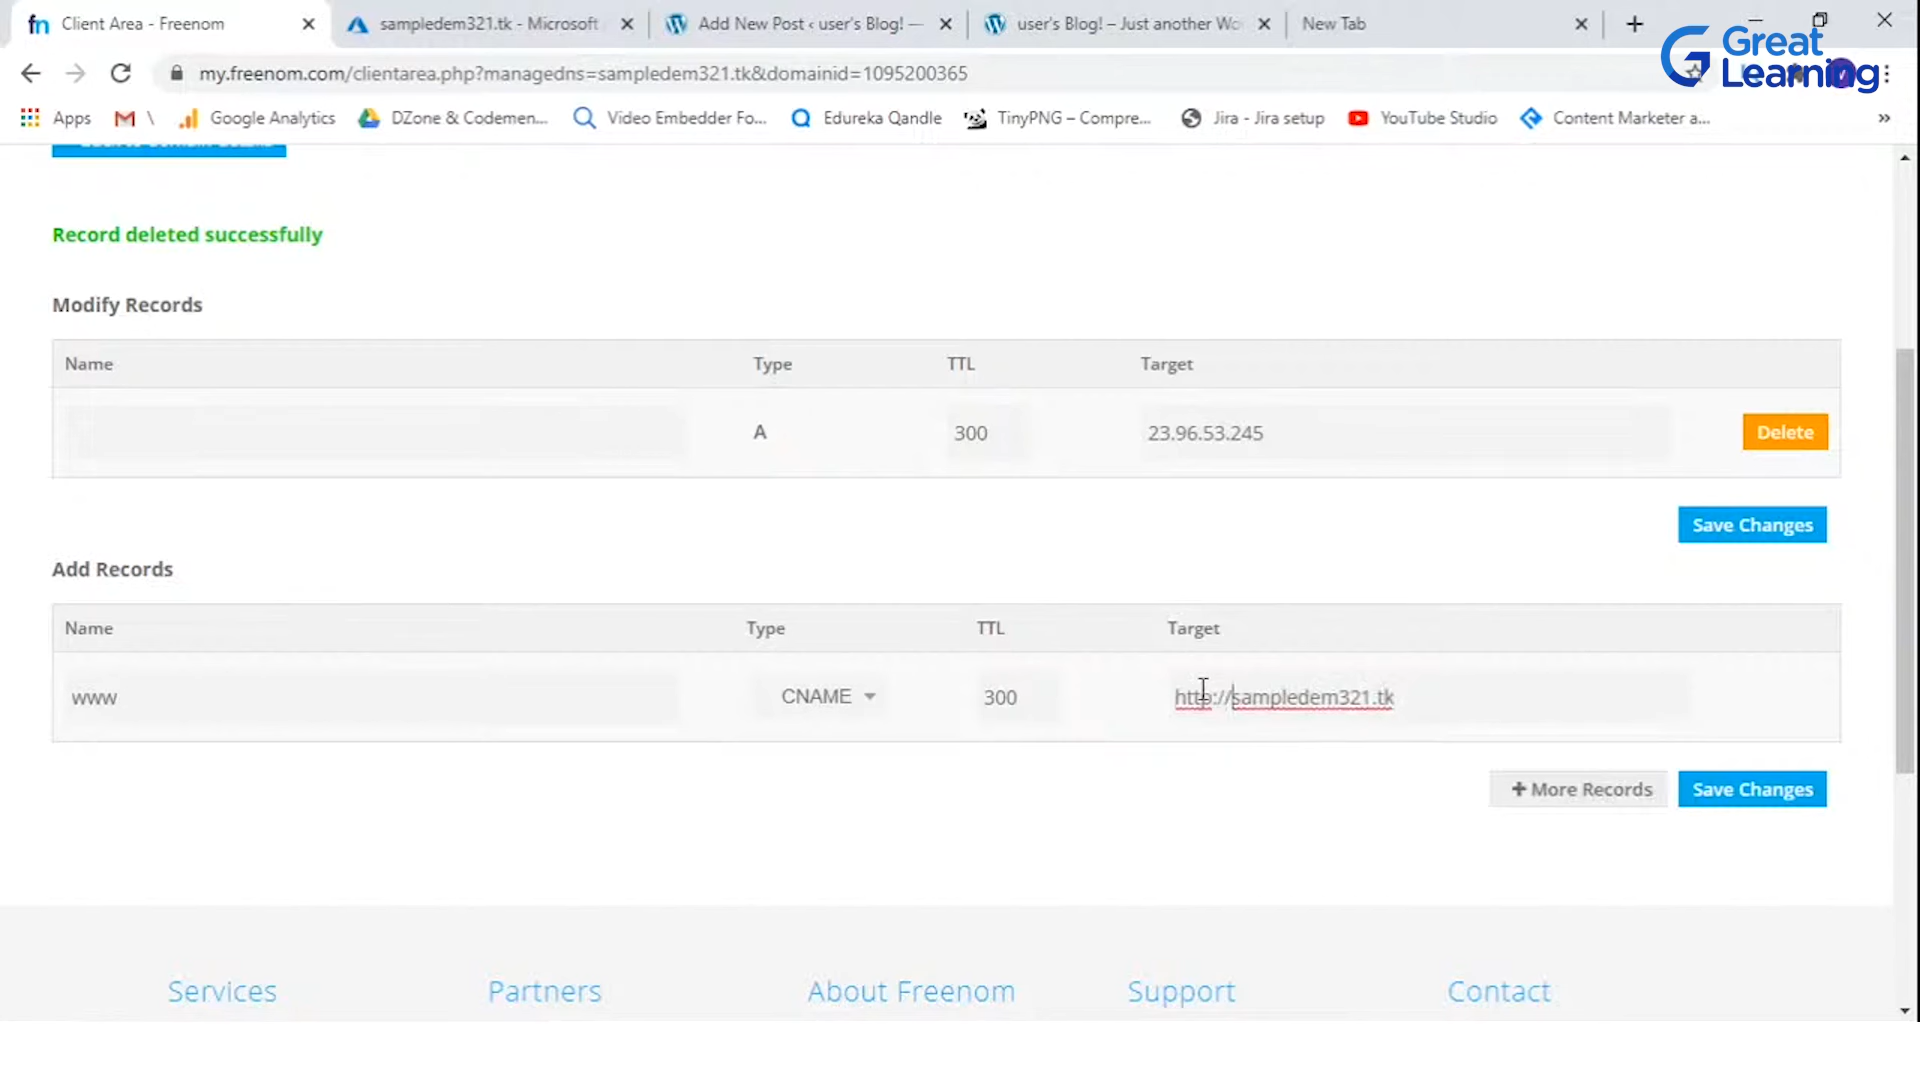 Client Area - Freenom
sampledem321.tk - Microsoft
Add New Post ‹ user's Blog! —
user's Blog! – Just another Wo
New Tab
Great Learning
my.freenom.com/clientarea.php?managedns=sampledem321.tk&domainid=1095200365
Apps
\
Google Analytics
DZone & Codemen...
Video Embedder Fo...
Edureka Qandle
TinyPNG – Compre...
Jira - Jira setup
YouTube Studio
Content Marketer a...
»
Record deleted successfully
Modify Records
Name Type TTL Target
A 300 23.96.53.245 Delete
Save Changes
Add Records
Name Type TTL Target
www CNAME 300 http://sampledem321.tk
+ More Records Save Changes
Services Partners About Freenom Support Contact